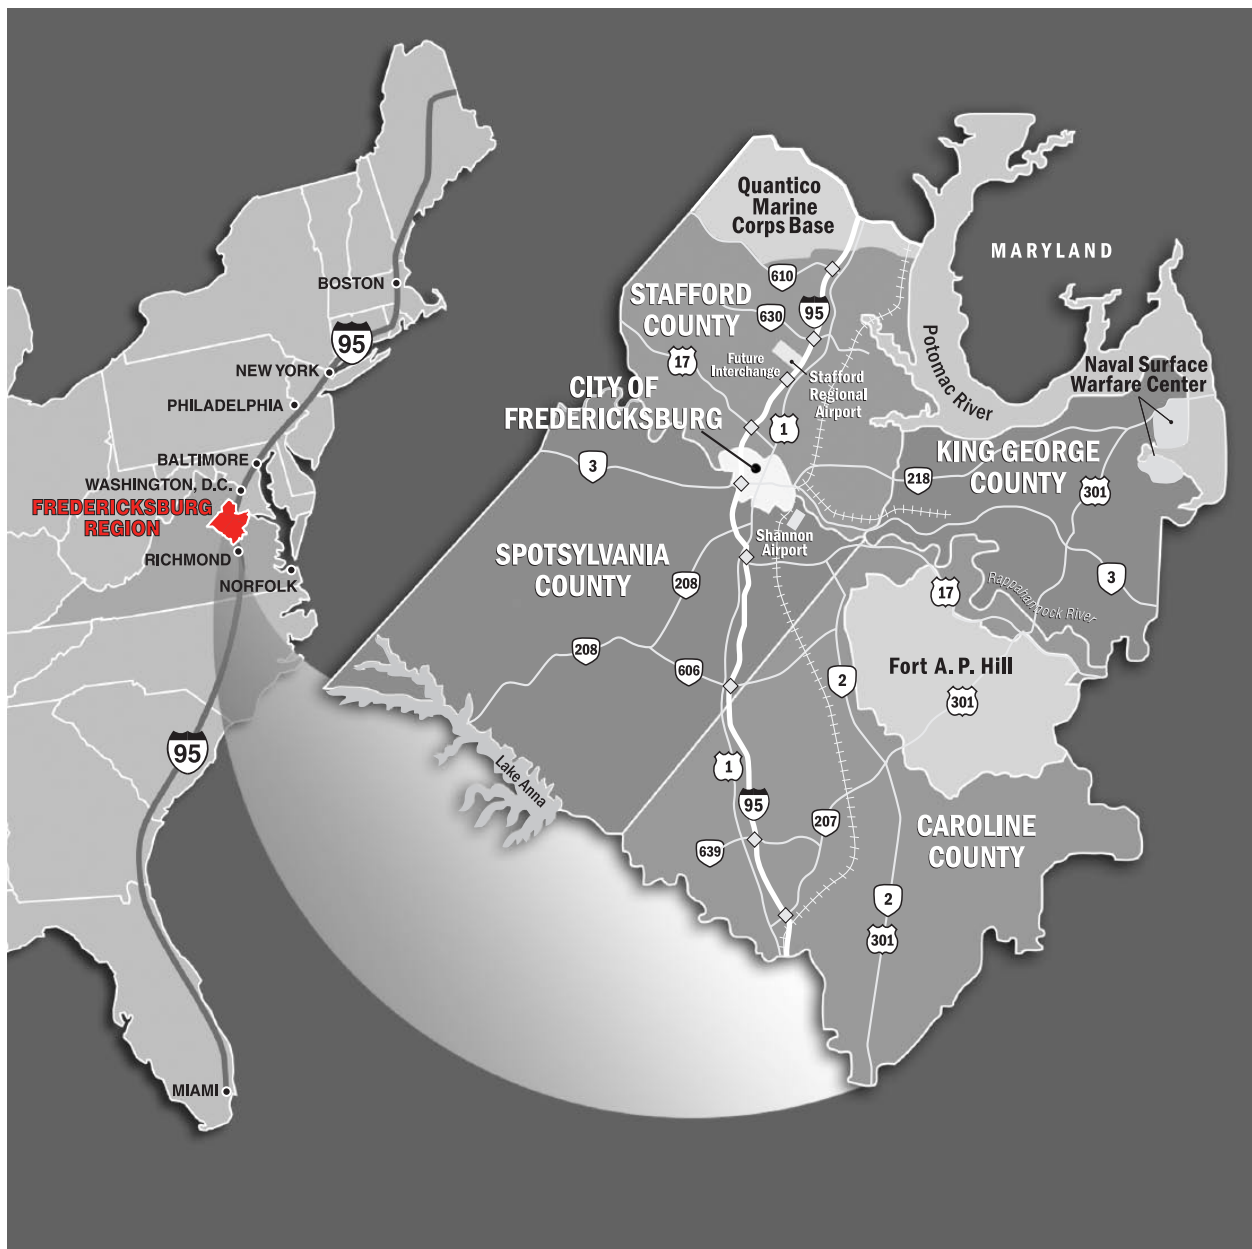 BOSTON
95
NEW YORK
PHILADELPHIA
BALTIMORE
WASHINGTON, D.C.
FREDERICKSBURG
REGION
RICHMOND
NORFOLK
95
MIAMI
Quantico
Marine
Corps Base
MARYLAND
610
STAFFORD
COUNTY
630
95
17
Future
Interchange
Stafford
Regional
Airport
Potomac River
Naval Surface
Warfare Center
CITY OF
FREDERICKSBURG
1
3
KING GEORGE
COUNTY
218
301
Shannon
Airport
SPOTSYLVANIA
COUNTY
208
17
3
Rappahannock River
208
606
2
Fort A. P. Hill
301
Lake Anna
1
95
207
639
CAROLINE
COUNTY
2
301